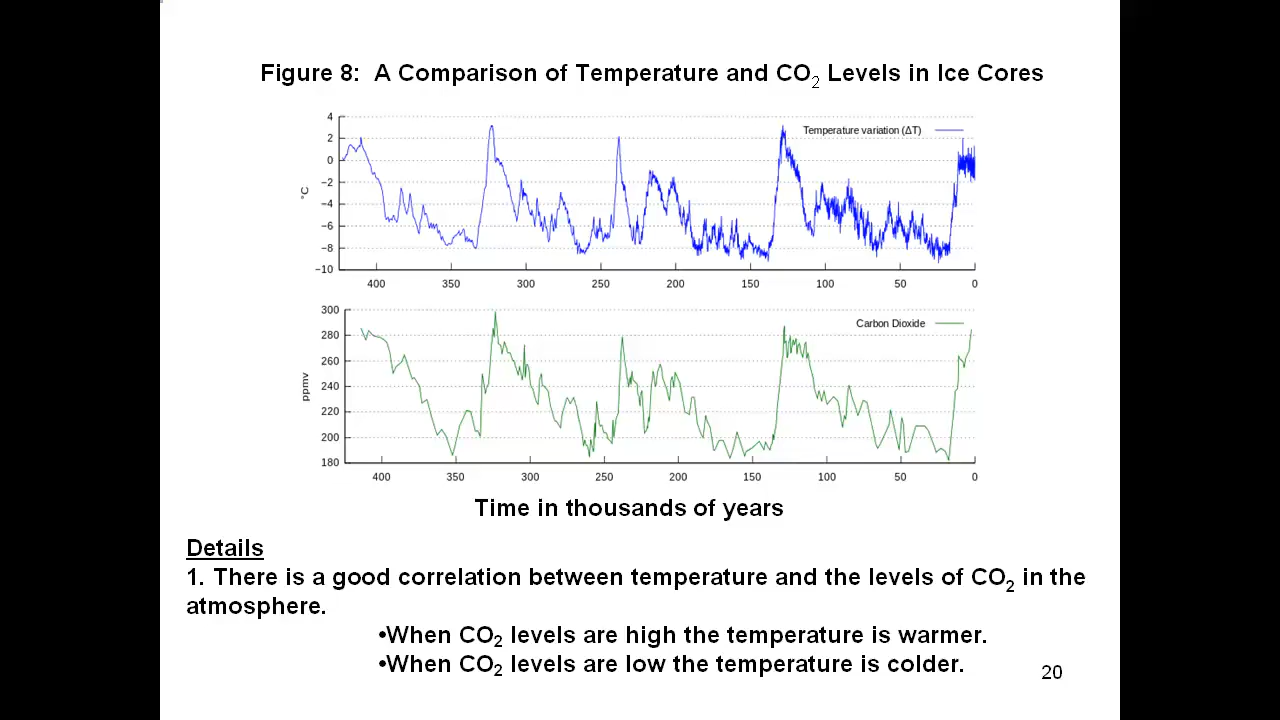 Figure 8:  A Comparison of Temperature and CO₂ Levels in Ice Cores
Temperature variation (ΔT)
4
2
0
−2
−4
−6
−8
−10
°C
400 350 300 250 200 150 100 50 0
Carbon Dioxide
300
280
260
240
220
200
180
ppmv
400 350 300 250 200 150 100 50 0
Time in thousands of years
Details
1. There is a good correlation between temperature and the levels of CO₂ in the
atmosphere.
•When CO₂ levels are high the temperature is warmer.
•When CO₂ levels are low the temperature is colder.
20